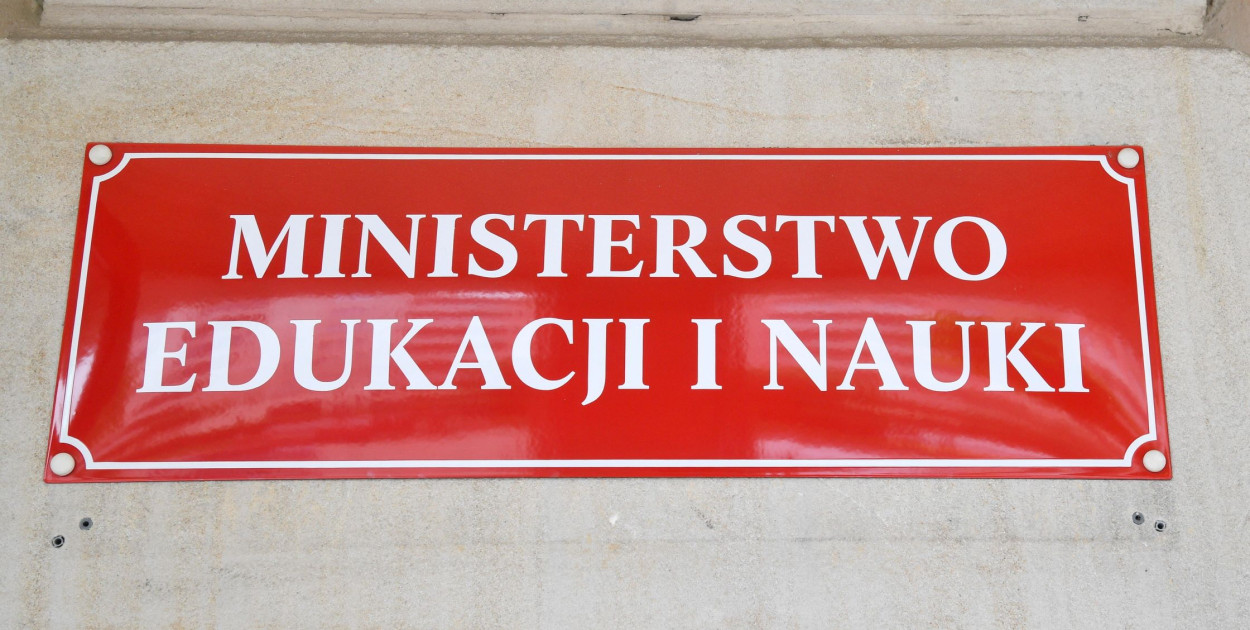 MINISTERSTWO
EDUKACJI I NAUKI